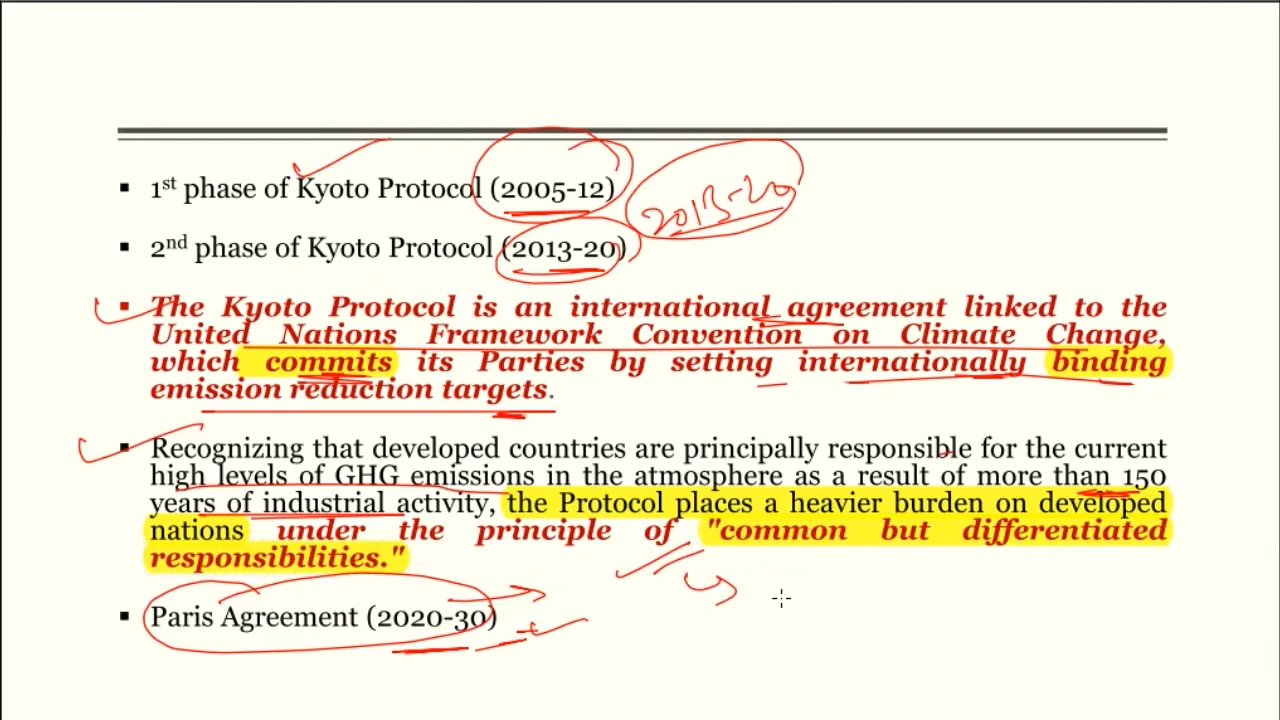 ▪ 1st phase of Kyoto Protocol (2005-12)
2013-20
▪ 2nd phase of Kyoto Protocol (2013-20)
▪ The Kyoto Protocol is an international agreement linked to the
United Nations Framework Convention on Climate Change,
which commits its Parties by setting internationally binding
emission reduction targets.
▪ Recognizing that developed countries are principally responsible for the current
high levels of GHG emissions in the atmosphere as a result of more than 150
years of industrial activity, the Protocol places a heavier burden on developed
nations under the principle of "common but differentiated
responsibilities."
▪ Paris Agreement (2020-30)